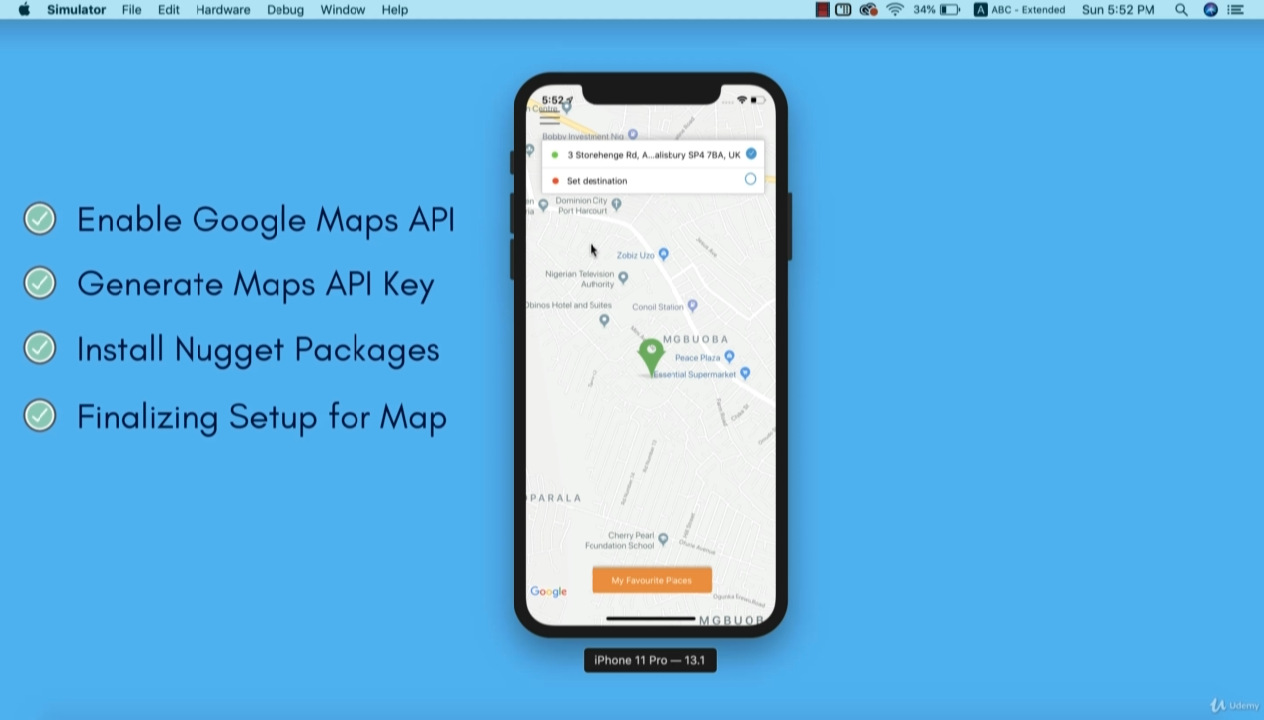 Simulator File Edit Hardware Debug Window Help 34% A ABC - Extended Sun 5:52 PM
Enable Google Maps API
Generate Maps API Key
Install Nugget Packages
Finalizing Setup for Map
5:52
Bobby Investment Nig
3 Storehenge Rd, A...alisbury SP4 7BA, UK
Set destination
Dominion City
Port Harcourt
Zobiz Uzo
Nigerian Television
Authority
Obinos Hotel and Suites
Conoil Station
MGBUOBA
Peace Plaza
Essential Supermarket
PARALA
Cherry Pearl
Foundation School
My Favourite Places
Google
MGBUOB
iPhone 11 Pro — 13.1
Udemy